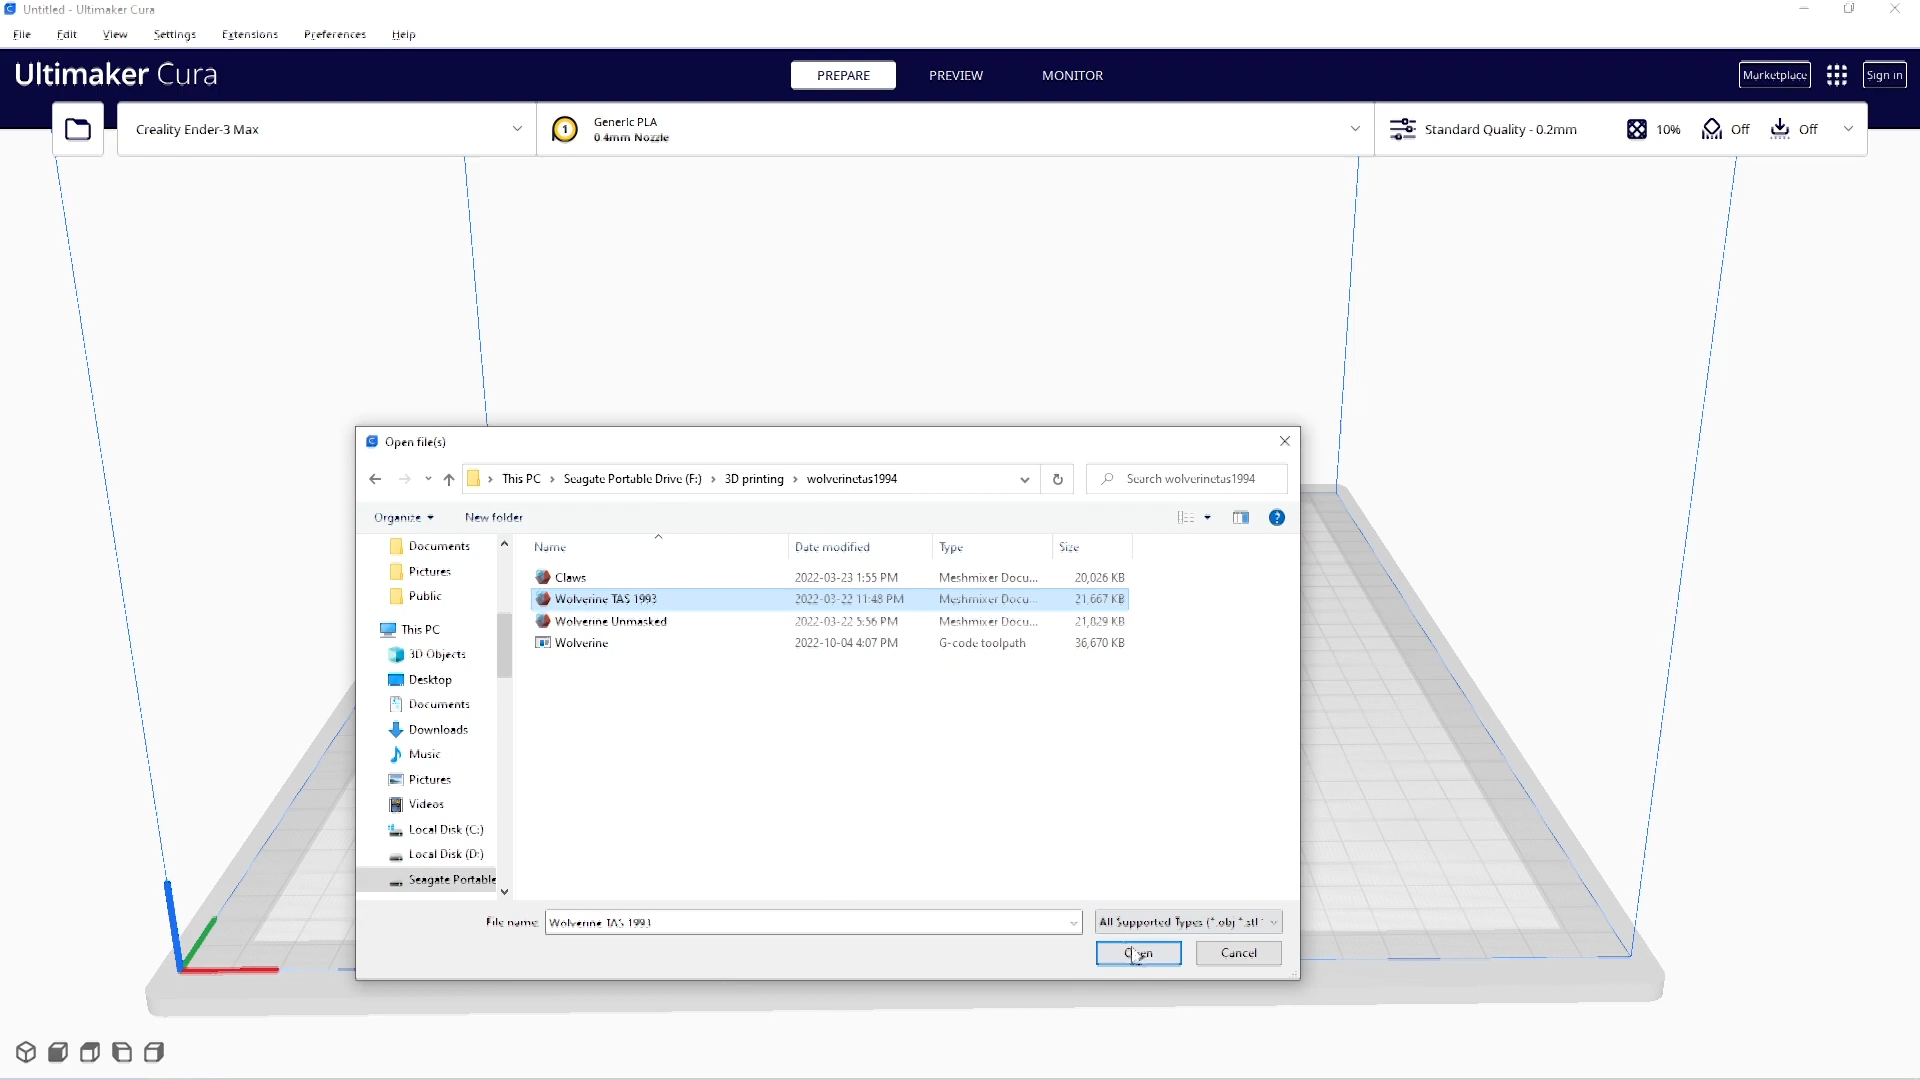 Untitled - Ultimaker Cura
File Edit View Settings Extensions Preferences Help
Ultimaker Cura
PREPARE PREVIEW MONITOR
Marketplace Sign in
Creality Ender-3 Max
1 Generic PLA
0.4mm Nozzle
Standard Quality - 0.2mm 10% Off Off
Open file(s)
This PC > Seagate Portable Drive (F:) > 3D printing > wolverinetas1994
Search wolverinetas1994
Organize New folder
Name Date modified Type Size
Claws 2022-03-23 1:55 PM Meshmixer Docu... 20,026 KB
Wolverine TAS 1993 2022-03-22 11:48 PM Meshmixer Docu... 21,667 KB
Wolverine Unmasked 2022-03-22 5:56 PM Meshmixer Docu... 21,829 KB
Wolverine 2022-10-04 4:07 PM G-code toolpath 36,670 KB
Documents
Pictures
Public
This PC
3D Objects
Desktop
Documents
Downloads
Music
Pictures
Videos
Local Disk (C:)
Local Disk (D:)
Seagate Portable
File name: Wolverine TAS 1993
All Supported Types (*.obj *.stl *
Open Cancel